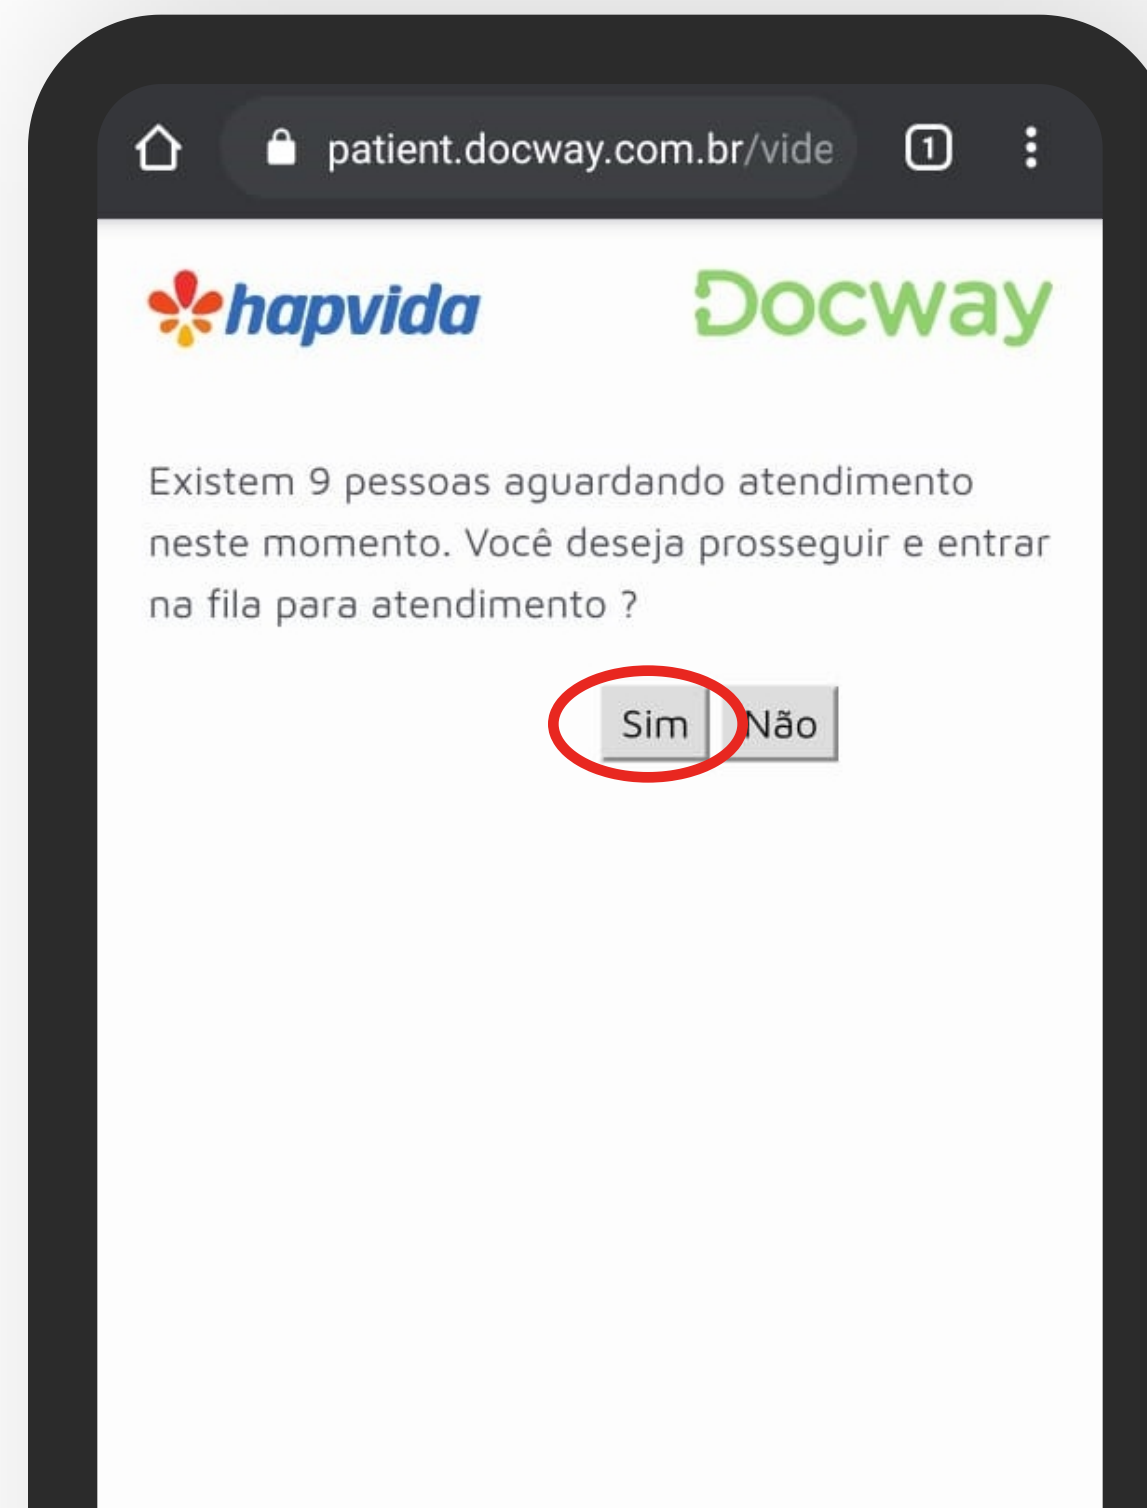 patient.docway.com.br/vide
1
hapvida
Docway
Existem 9 pessoas aguardando atendimento
neste momento. Você deseja prosseguir e entrar
na fila para atendimento ?
Sim Não